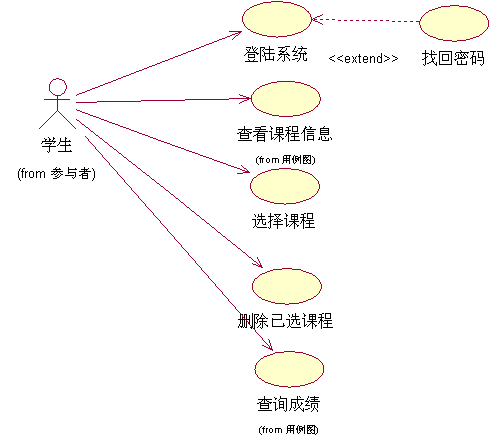 登陆系统
<<extend>>
找回密码
学生
(from 参与者)
查看课程信息
(from 用例图)
选择课程
删除已选课程
查询成绩
(from 用例图)